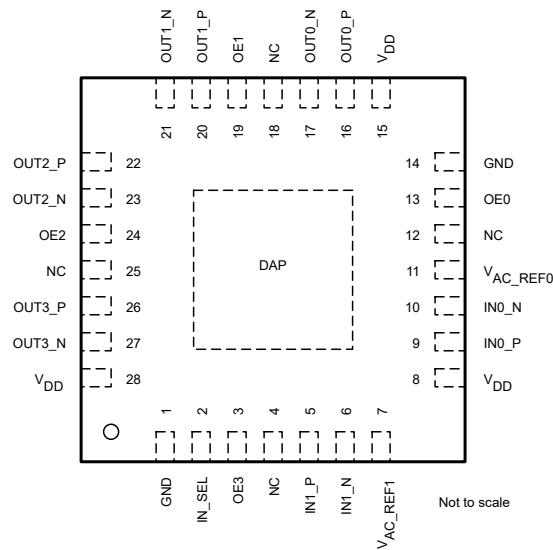 OUT1_N
OUT1_P
OE1
NC
OUT0_N
OUT0_P
VDD
21
20
19
18
17
16
15
OUT2_P 22
OUT2_N 23
OE2 24
NC 25
OUT3_P 26
OUT3_N 27
VDD 28
DAP
14 GND
13 OE0
12 NC
11 VAC_REF0
10 IN0_N
9 IN0_P
8 VDD
1
2
3
4
5
6
7
GND
IN_SEL
OE3
NC
IN1_P
IN1_N
VAC_REF1
Not to scale